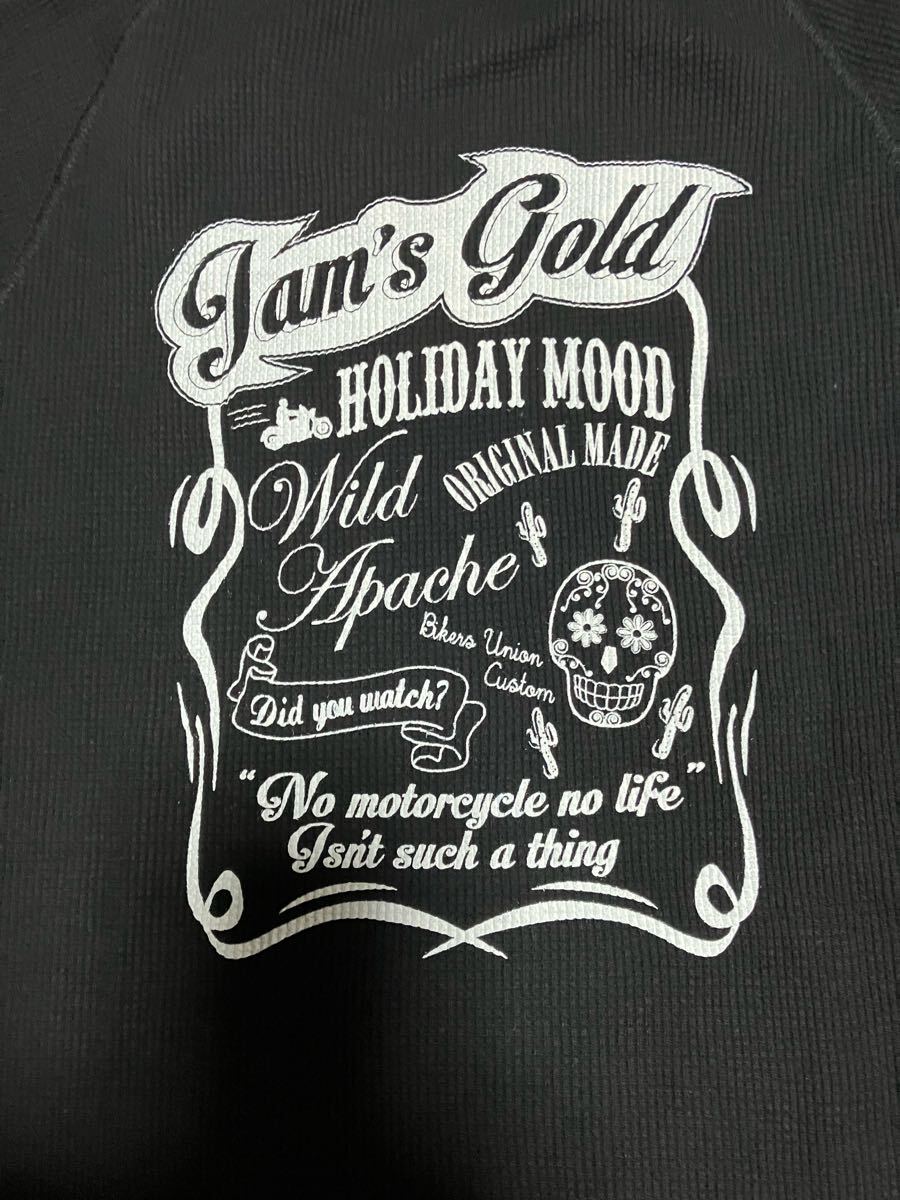 Jam's Gold
HOLIDAY MOOD
ORIGINAL MADE
Wild
Apache
Bikers Union
Custom
Did you watch?
“No motorcycle no life”
Isn't such a thing